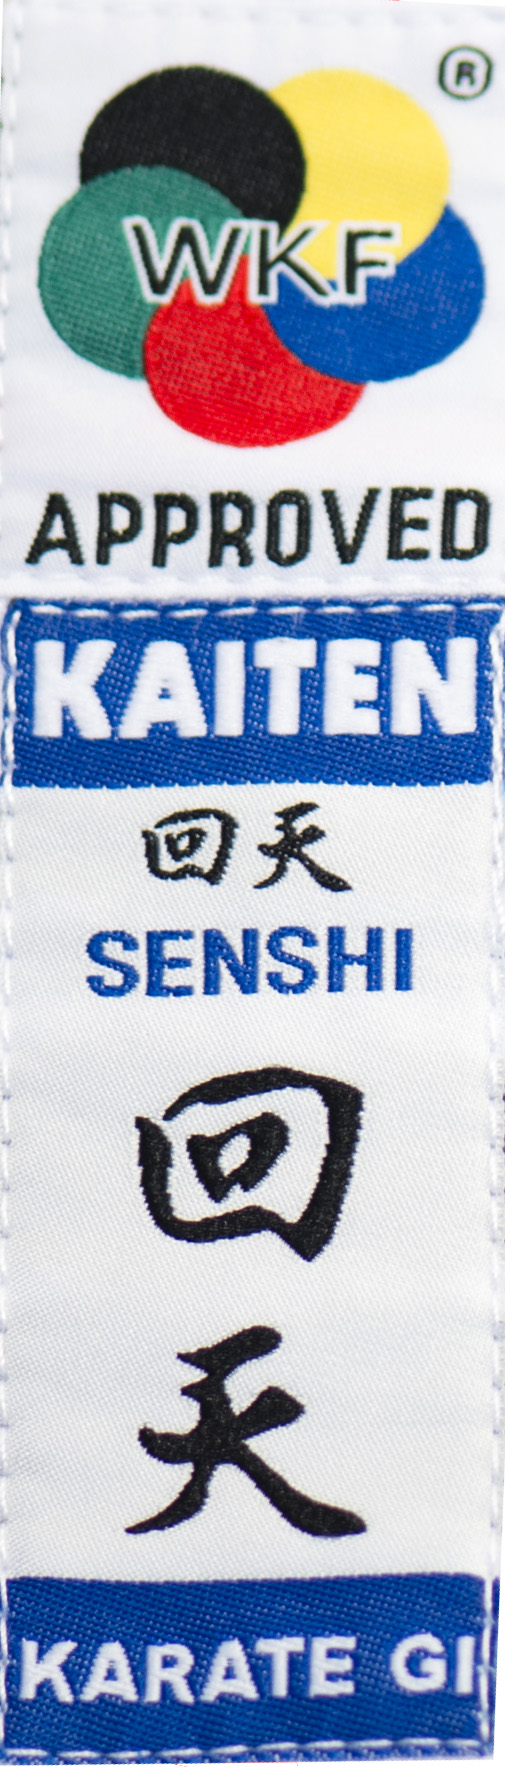 ®
WKF
APPROVED
KAITEN
回天
SENSHI
回
天
KARATE GI